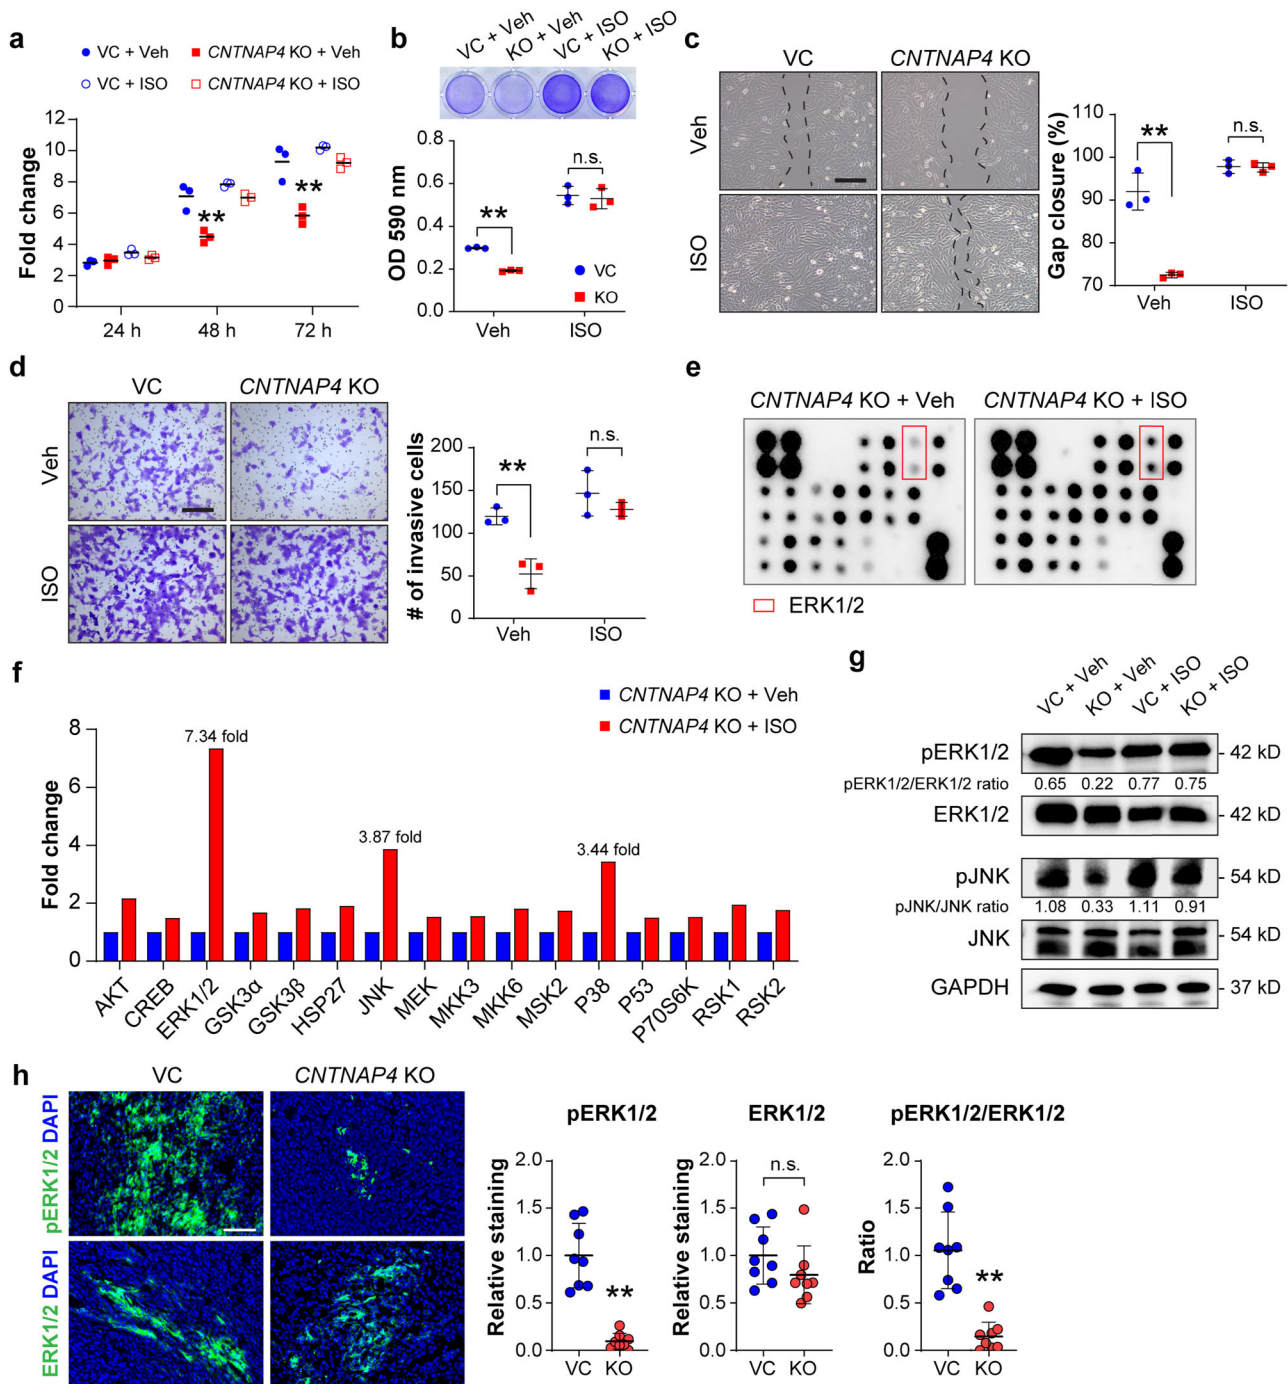 a
VC + Veh
CNTNAP4 KO + Veh
VC + ISO
CNTNAP4 KO + ISO
Fold change
12
10
8
6
4
2
0
**
**
24 h
48 h
72 h
b
VC + Veh
KO + Veh
VC + ISO
KO + ISO
OD 590 nm
0.8
0.6
0.4
0.2
0.0
**
n.s.
VC
KO
Veh
ISO
c
VC
CNTNAP4 KO
Veh
ISO
Gap closure (%)
110
100
90
80
70
**
n.s.
Veh
ISO
d
VC
CNTNAP4 KO
Veh
ISO
# of invasive cells
200
150
100
50
0
**
n.s.
Veh
ISO
e
CNTNAP4 KO + Veh
CNTNAP4 KO + ISO
ERK1/2
f
CNTNAP4 KO + Veh
CNTNAP4 KO + ISO
Fold change
8
6
4
2
0
7.34 fold
3.87 fold
3.44 fold
AKT
CREB
ERK1/2
GSK3α
GSK3β
HSP27
JNK
MEK
MKK3
MKK6
MSK2
P38
P53
P70S6K
RSK1
RSK2
g
VC + Veh
KO + Veh
VC + ISO
KO + ISO
pERK1/2
- 42 kD
pERK1/2/ERK1/2 ratio 0.65 0.22 0.77 0.75
ERK1/2
- 42 kD
pJNK
- 54 kD
pJNK/JNK ratio 1.08 0.33 1.11 0.91
JNK
- 54 kD
GAPDH
- 37 kD
h
VC
CNTNAP4 KO
pERK1/2 DAPI
ERK1/2 DAPI
pERK1/2
Relative staining
2.0
1.5
1.0
0.5
0.0
**
VC
KO
ERK1/2
Relative staining
2.0
1.5
1.0
0.5
0.0
n.s.
VC
KO
pERK1/2/ERK1/2
Ratio
2.0
1.5
1.0
0.5
0.0
**
VC
KO